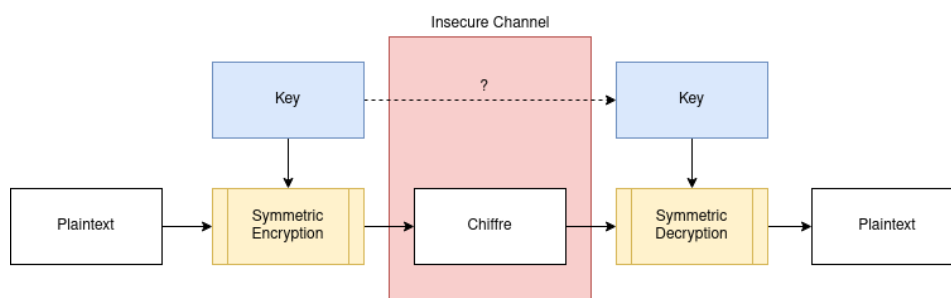 Insecure Channel
Key
?
Key
Plaintext
Symmetric
Encryption
Chiffre
Symmetric
Decryption
Plaintext